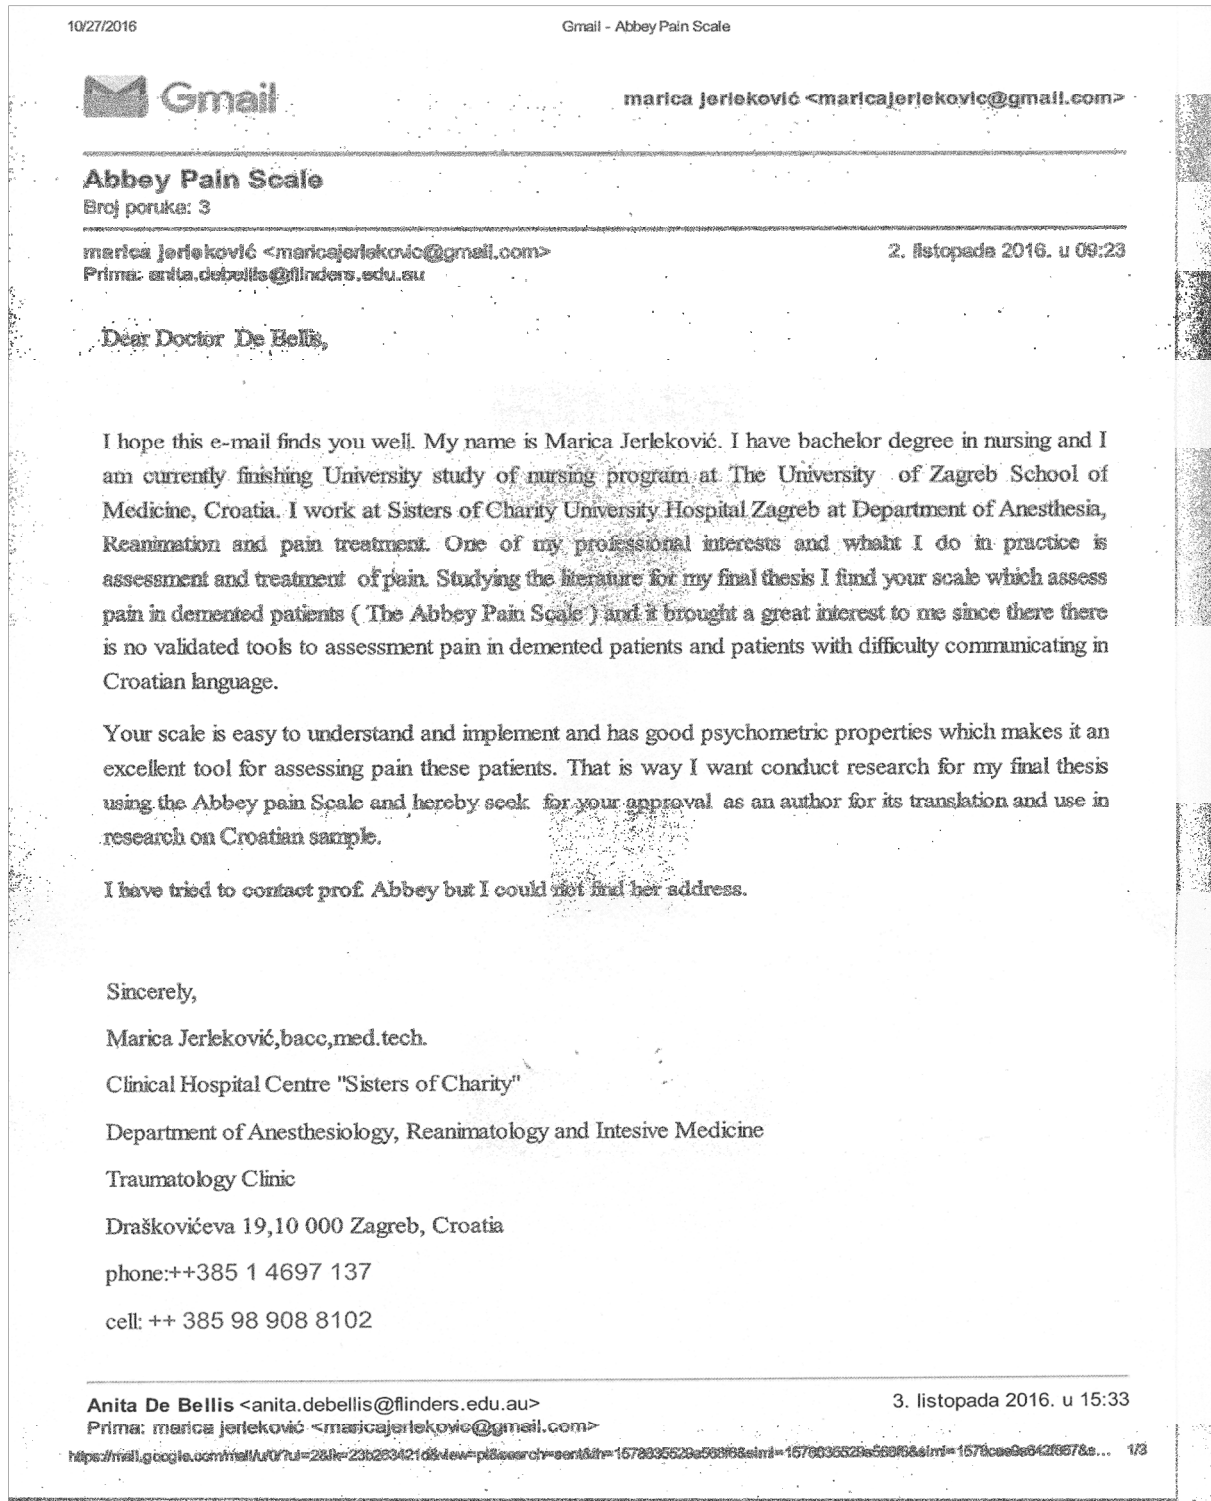 10/27/2016 Gmail - Abbey Pain Scale
Gmail marica jerleković <maricajerlekovic@gmail.com>
Abbey Pain Scale
Broj poruka: 3
marica jerleković <maricajerlekovic@gmail.com> 2. listopada 2016. u 09:23
Prima: anita.debellis@flinders.edu.au
Dear Doctor De Bellis,
I hope this e-mail finds you well. My name is Marica Jerleković. I have bachelor degree in nursing and I
am currently finishing University study of nursing program at The University of Zagreb School of
Medicine, Croatia. I work at Sisters of Charity University Hospital Zagreb at Department of Anesthesia,
Reanimation and pain treatment. One of my professional interests and whaht I do in practice is
assessment and treatment of pain. Studying the literature for my final thesis I fund your scale which assess
pain in demented patients ( The Abbey Pain Scale ) and it brought a great interest to me since there there
is no validated tools to assessment pain in demented patients and patients with difficulty communicating in
Croatian language.
Your scale is easy to understand and implement and has good psychometric properties which makes it an
excellent tool for assessing pain these patients. That is way I want conduct research for my final thesis
using the Abbey pain Scale and hereby seek for your approval as an author for its translation and use in
research on Croatian sample.
I have tried to contact prof. Abbey but I could not find her address.
Sincerely,
Marica Jerleković,bacc,med.tech.
Clinical Hospital Centre "Sisters of Charity"
Department of Anesthesiology, Reanimatology and Intesive Medicine
Traumatology Clinic
Draškovićeva 19,10 000 Zagreb, Croatia
phone:++385 1 4697 137
cell: ++ 385 98 908 8102
Anita De Bellis <anita.debellis@flinders.edu.au> 3. listopada 2016. u 15:33
Prima: marica jerleković <maricajerlekovic@gmail.com>
1/3